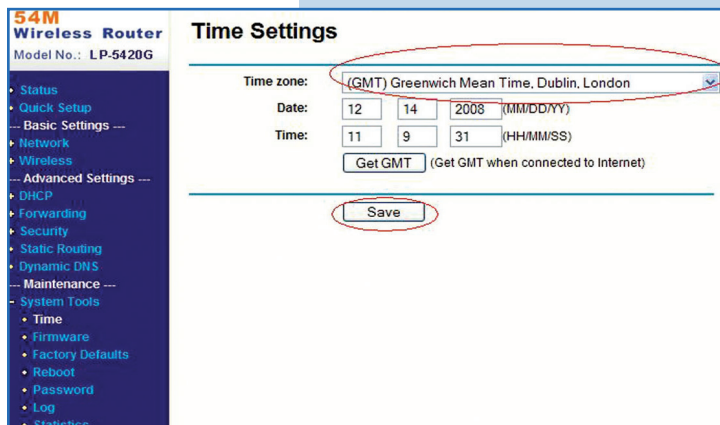 54M
Wireless Router
Model No.: LP-5420G
Status
Quick Setup
--- Basic Settings ---
Network
Wireless
--- Advanced Settings ---
DHCP
Forwarding
Security
Static Routing
Dynamic DNS
--- Maintenance ---
System Tools
Time
Firmware
Factory Defaults
Reboot
Password
Log
Statistics
Time Settings
Time zone: (GMT) Greenwich Mean Time, Dublin, London
Date: 12 14 2008 (MM/DD/YY)
Time: 11 9 31 (HH/MM/SS)
Get GMT (Get GMT when connected to Internet)
Save